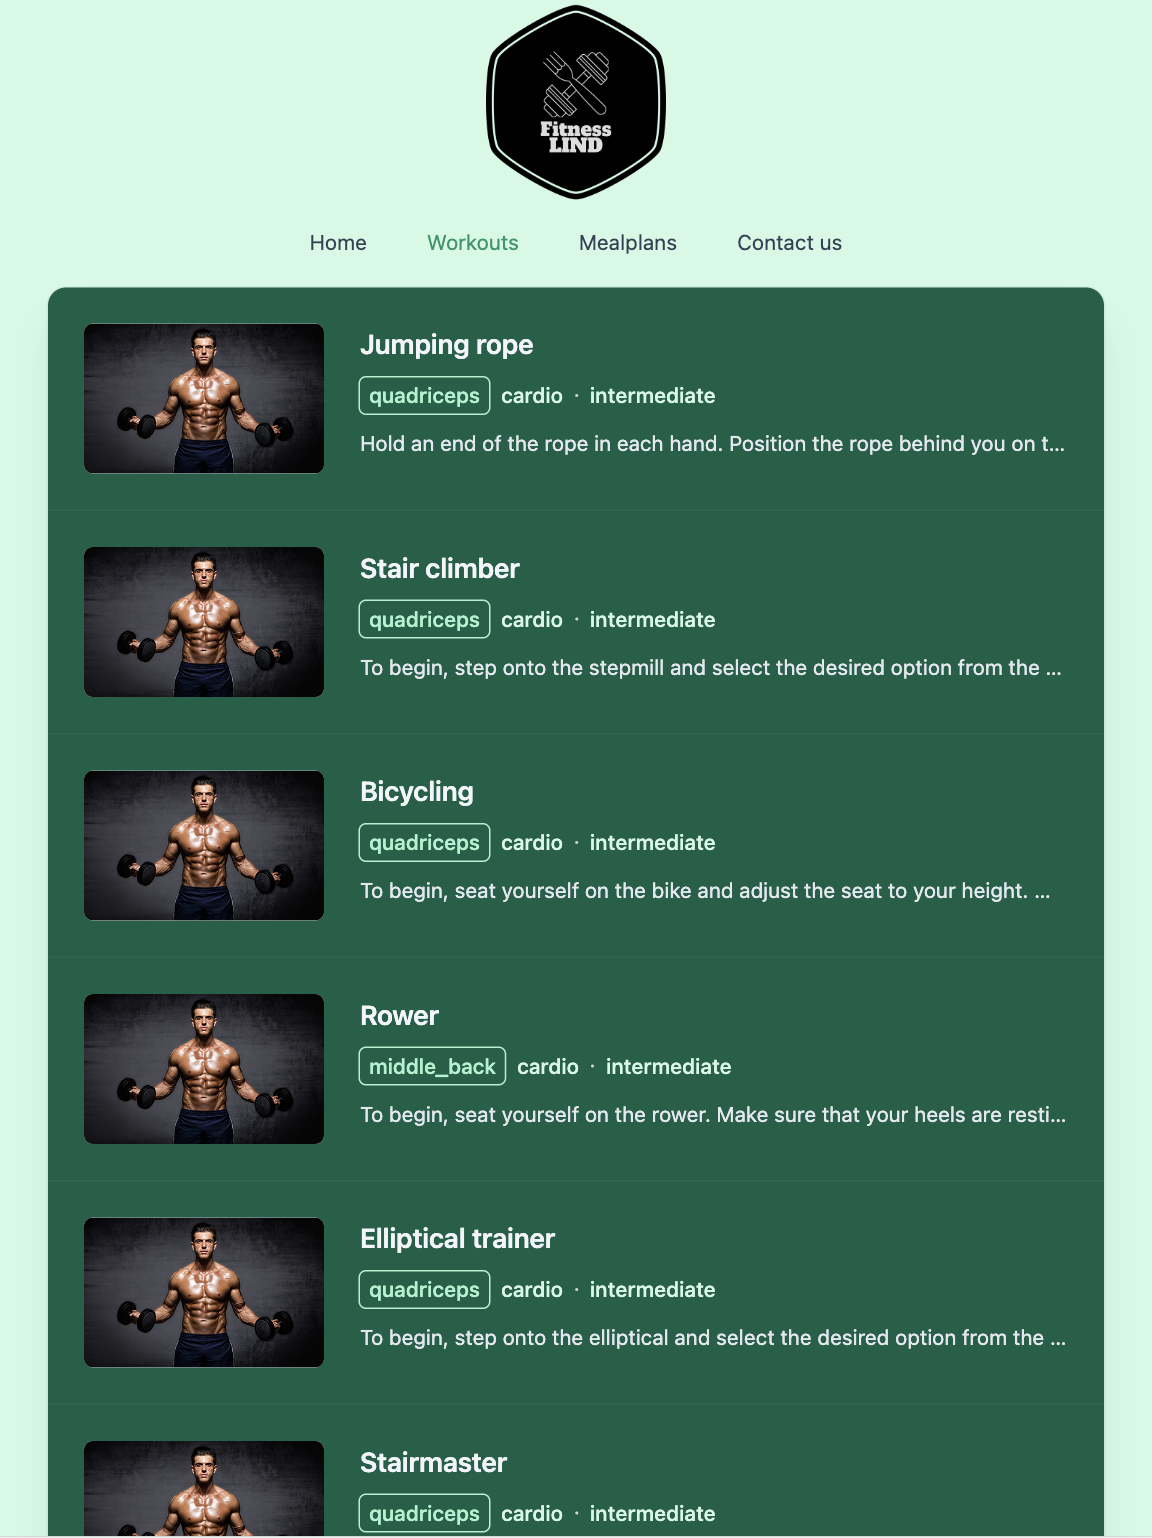 Fitness
LIND
Home Workouts Mealplans Contact us
Jumping rope
quadriceps cardio · intermediate
Hold an end of the rope in each hand. Position the rope behind you on t...
Stair climber
quadriceps cardio · intermediate
To begin, step onto the stepmill and select the desired option from the ...
Bicycling
quadriceps cardio · intermediate
To begin, seat yourself on the bike and adjust the seat to your height. ...
Rower
middle_back cardio · intermediate
To begin, seat yourself on the rower. Make sure that your heels are resti...
Elliptical trainer
quadriceps cardio · intermediate
To begin, step onto the elliptical and select the desired option from the ...
Stairmaster
quadriceps cardio · intermediate